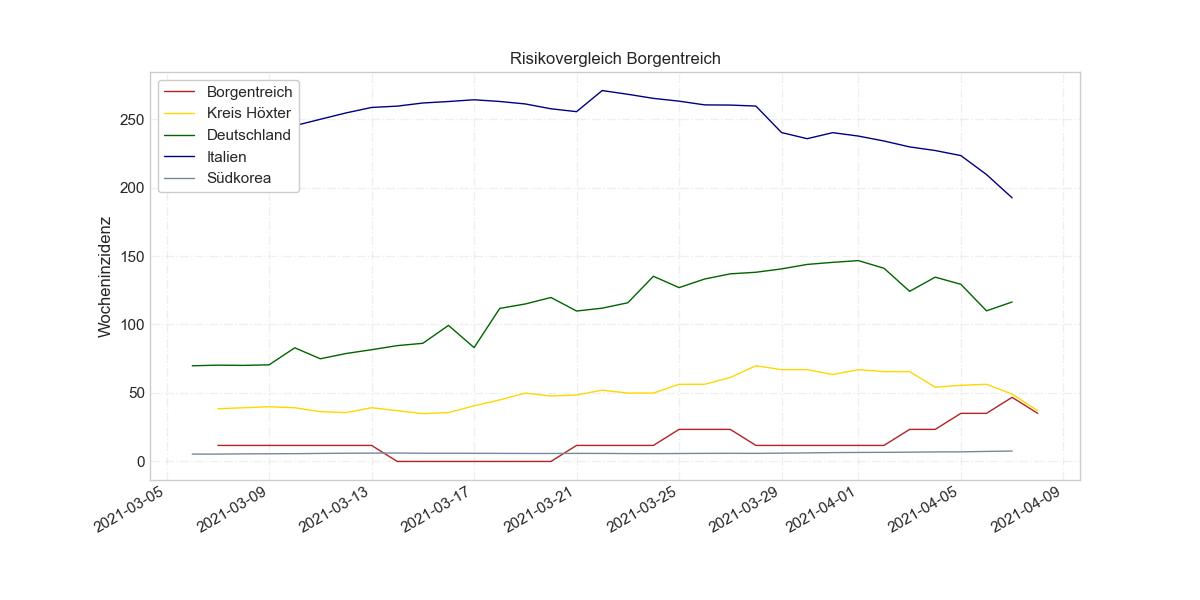 Risikovergleich Borgentreich
Borgentreich
Kreis Höxter
Deutschland
Italien
Südkorea
Wocheninzidenz
250
200
150
100
50
0
2021-03-05
2021-03-09
2021-03-13
2021-03-17
2021-03-21
2021-03-25
2021-03-29
2021-04-01
2021-04-05
2021-04-09